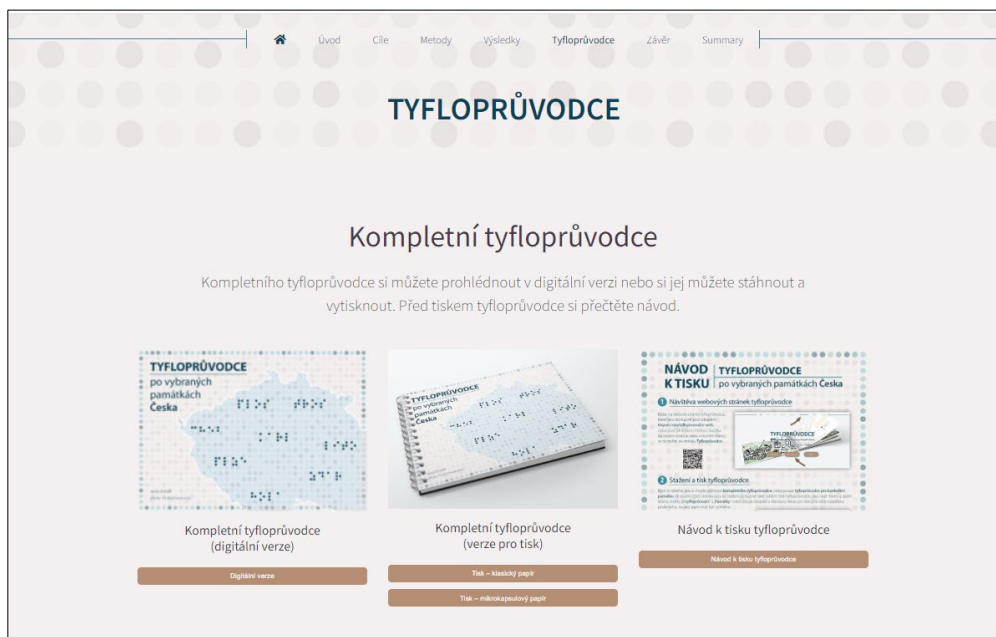 Úvod Cíle Metody Výsledky Tyfloprůvodce Závěr Summary
TYFLOPRŮVODCE
Kompletní tyfloprůvodce
Kompletního tyfloprůvodce si můžete prohlédnout v digitální verzi nebo si jej můžete stáhnout a
vytisknout. Před tiskem tyfloprůvodce si přečtěte návod.
TYFLOPRŮVODCE
po vybraných
památkách
Česka
Kompletní tyfloprůvodce
(digitální verze)
Digitální verze
TYFLOPRŮVODCE
po vybraných
památkách
Česka
Kompletní tyfloprůvodce
(verze pro tisk)
Tisk – klasický papír
Tisk – mikrokapsulový papír
NÁVOD
K TISKU
TYFLOPRŮVODCE
po vybraných památkách Česka
1 Návštěva webových stránek tyfloprůvodce
TYFLOPRŮVODCE
2 Stažení a tisk tyfloprůvodce
Návod k tisku tyfloprůvodce
Návod k tisku tyfloprůvodce